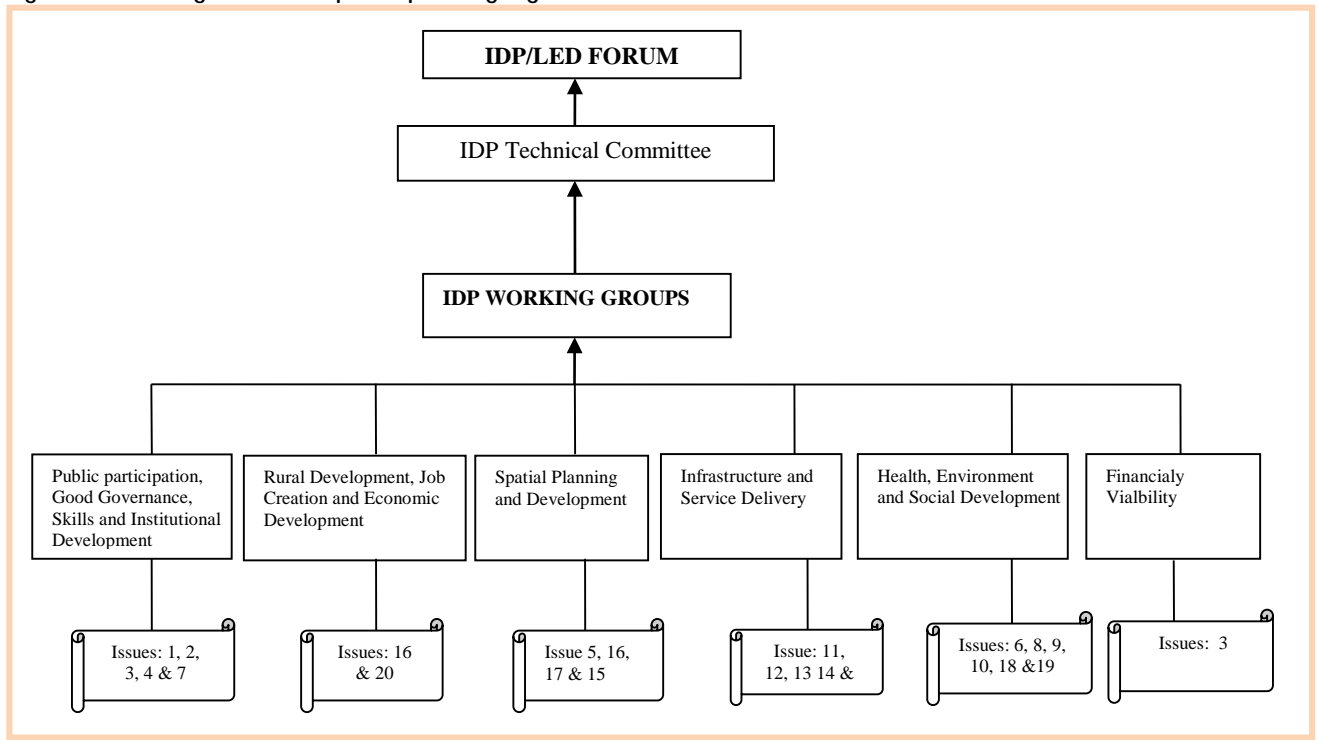 IDP/LED FORUM
IDP Technical Committee
IDP WORKING GROUPS
Public participation,
Good Governance,
Skills and Institutional
Development
Rural Development, Job
Creation and Economic
Development
Spatial Planning
and Development
Infrastructure and
Service Delivery
Health, Environment
and Social Development
Financialy
Vialbility
Issues: 1, 2,
3, 4 & 7
Issues: 16
& 20
Issue 5, 16,
17 & 15
Issue: 11,
12, 13 14 &
Issues: 6, 8, 9,
10, 18 &19
Issues: 3